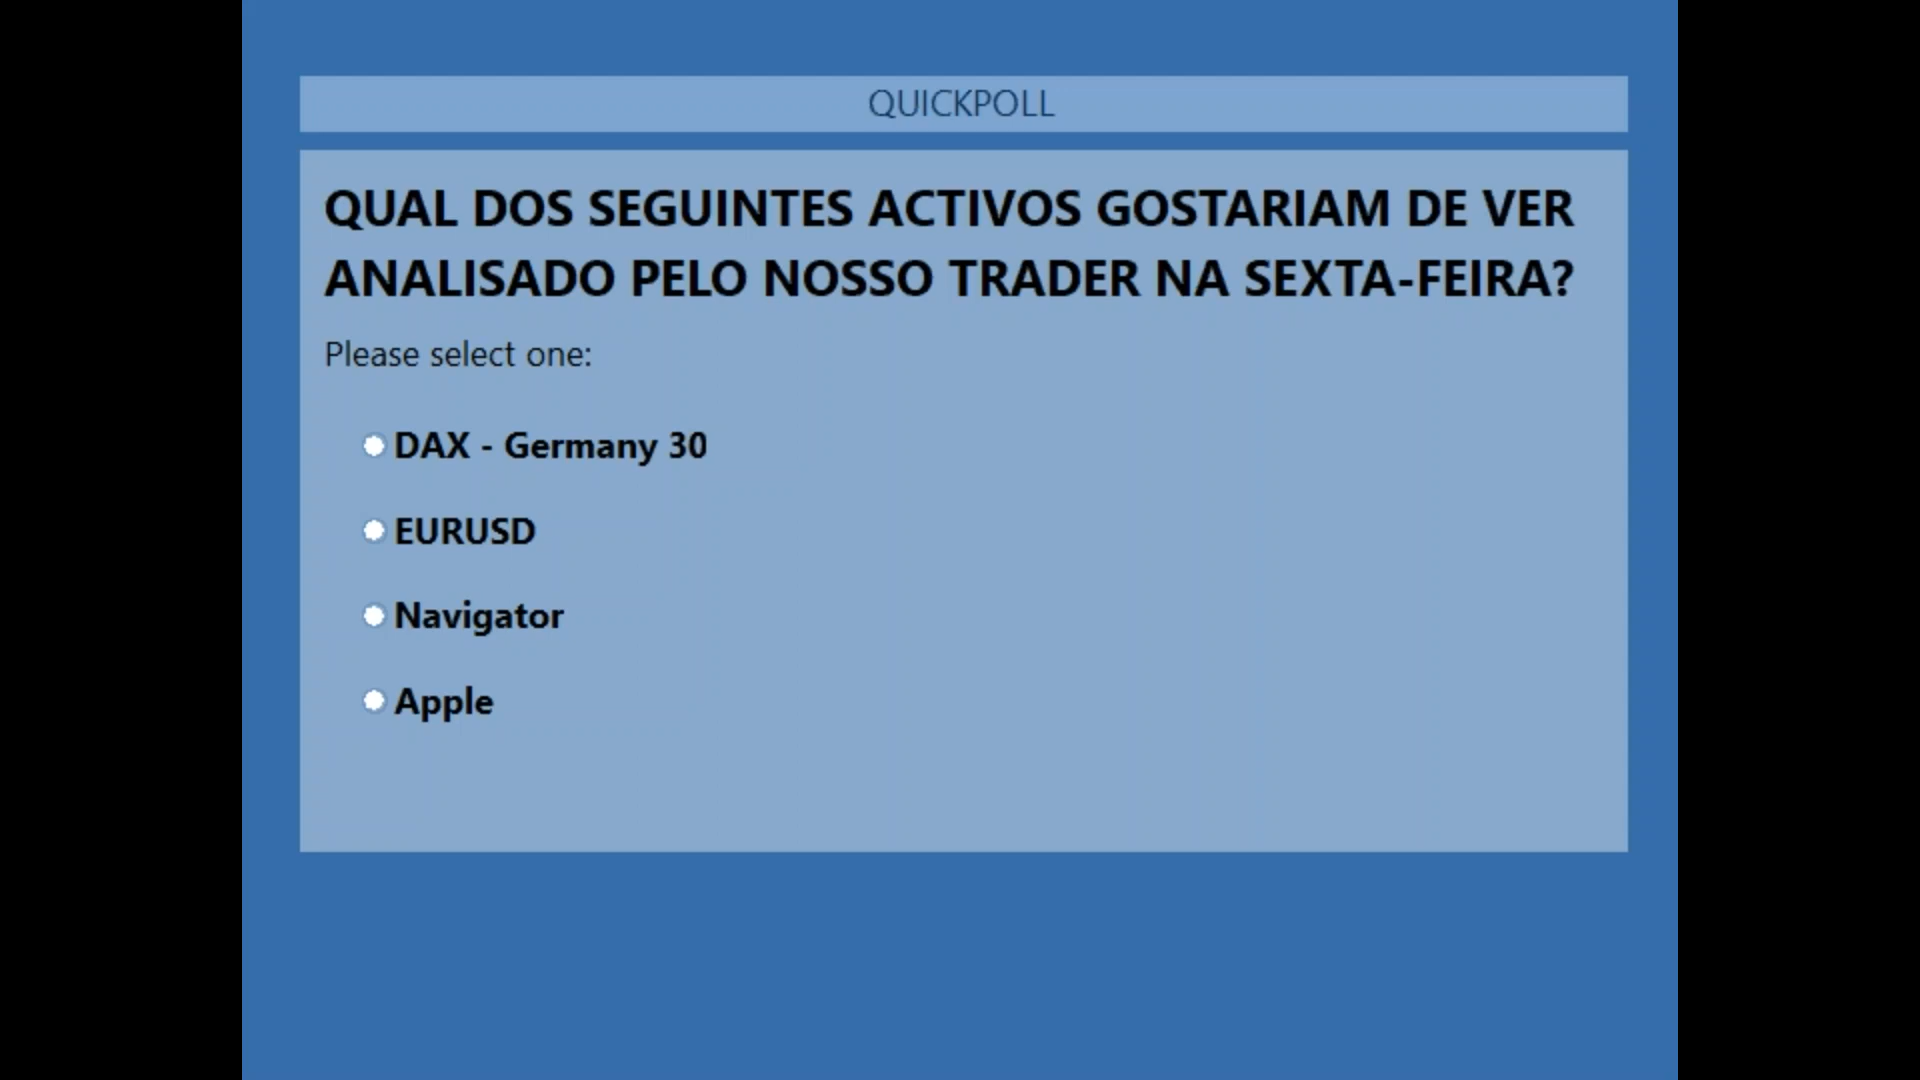 QUICKPOLL
QUAL DOS SEGUINTES ACTIVOS GOSTARIAM DE VER
ANALISADO PELO NOSSO TRADER NA SEXTA-FEIRA?
Please select one:
DAX - Germany 30
EURUSD
Navigator
Apple